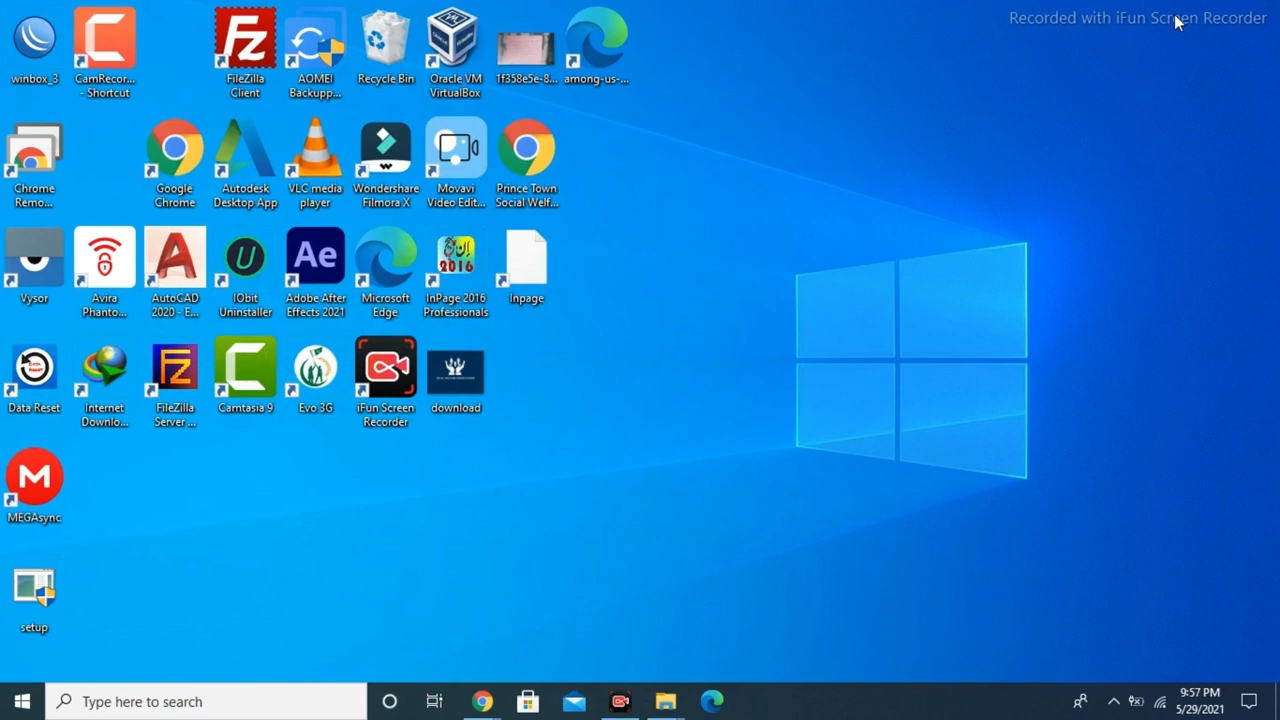 Recorded with iFun Screen Recorder
winbox_3
CamRecor...
- Shortcut
FileZilla
Client
AOMEI
Backupp...
Recycle Bin
Oracle VM
VirtualBox
1f358e5e-8...
among-us-...
Chrome
Remo...
Google
Chrome
Autodesk
Desktop App
VLC media
player
Wondershare
Filmora X
Movavi
Video Edit...
Prince Town
Social Welf...
Vysor
Avira
Phanto...
AutoCAD
2020 - E...
IObit
Uninstaller
Ae
Adobe After
Effects 2021
Microsoft
Edge
2016
InPage 2016
Professionals
Inpage
Data Reset
Internet
Downlo...
FileZilla
Server ...
Camtasia 9
Evo 3G
iFun Screen
Recorder
download
MEGAsync
setup
Type here to search
9:57 PM
5/29/2021